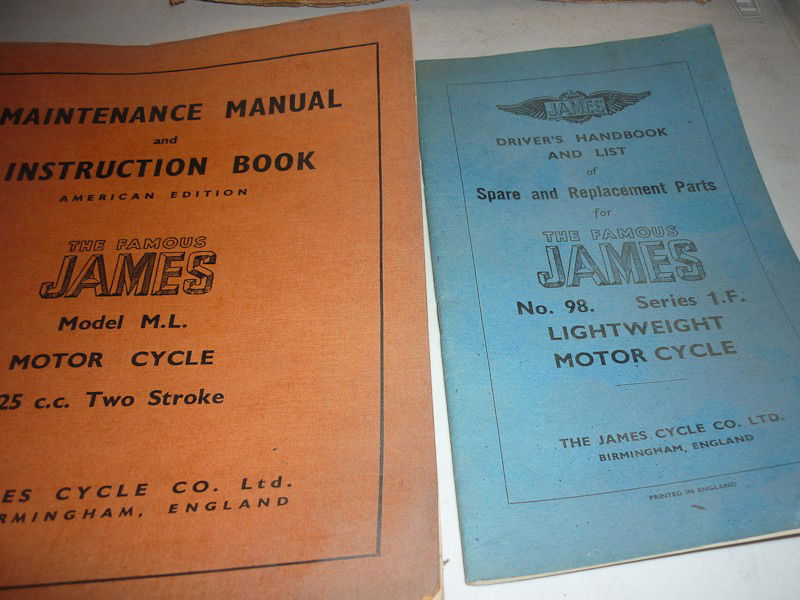 MAINTENANCE MANUAL
and
INSTRUCTION BOOK
AMERICAN EDITION
THE FAMOUS
JAMES
Model M.L.
MOTOR CYCLE
25 c.c. Two Stroke
ES CYCLE CO. Ltd.
RMINGHAM, ENGLAND
JAMES
DRIVER'S HANDBOOK
AND LIST
of
Spare and Replacement Parts
for
THE FAMOUS
JAMES
No. 98. Series 1.F.
LIGHTWEIGHT
MOTOR CYCLE
THE JAMES CYCLE CO. LTD.
BIRMINGHAM, ENGLAND
PRINTED IN ENGLAND